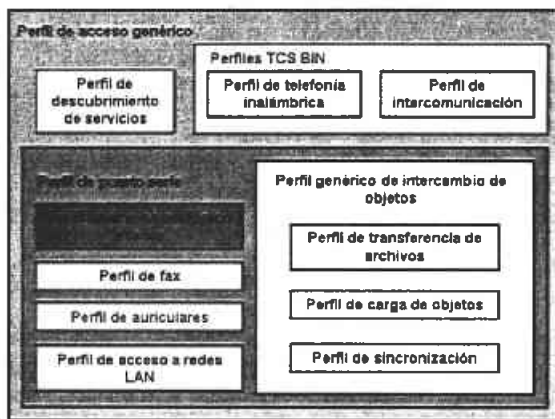 Perfil de acceso genérico
Perfiles TCS BIN
Perfil de
descubrimiento
de servicios
Perfil de telefonía
inalámbrica
Perfil de
intercomunicación
Perfil de puerto serie
Perfil de fax
Perfil de auriculares
Perfil de acceso a redes
LAN
Perfil genérico de intercambio de
objetos
Perfil de transferencia de
archivos
Perfil de carga de objetos
Perfil de sincronización